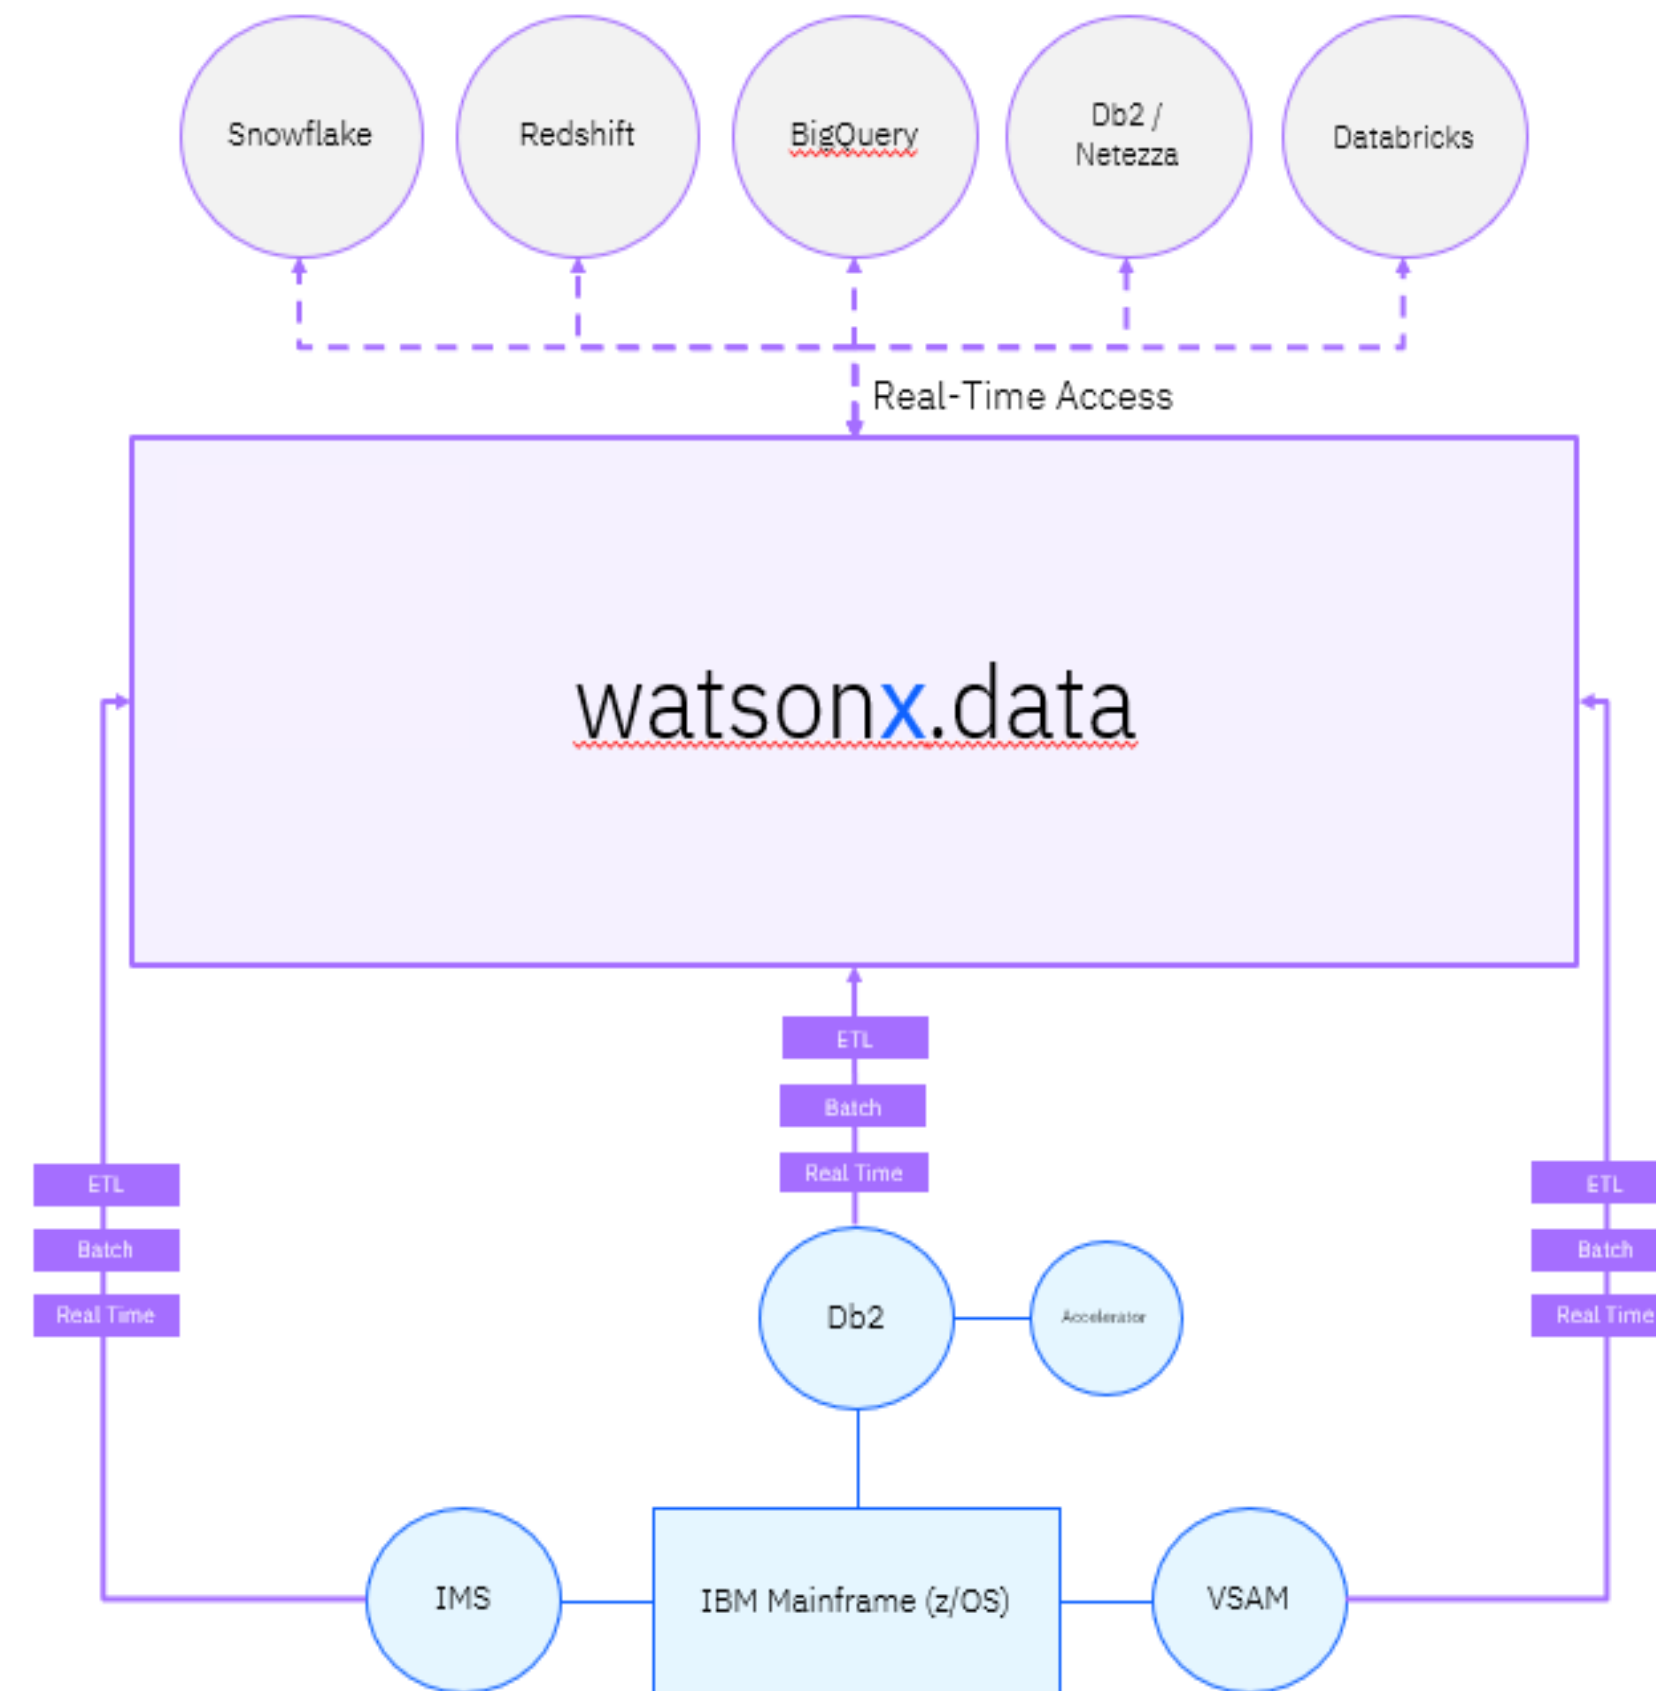 Snowflake
Redshift
BigQuery
Db2 /
Netezza
Databricks
Real-Time Access
watsonx.data
ETL
Batch
Real Time
ETL
Batch
Real Time
ETL
Batch
Real Time
Db2
Accelerator
IMS
IBM Mainframe (z/OS)
VSAM